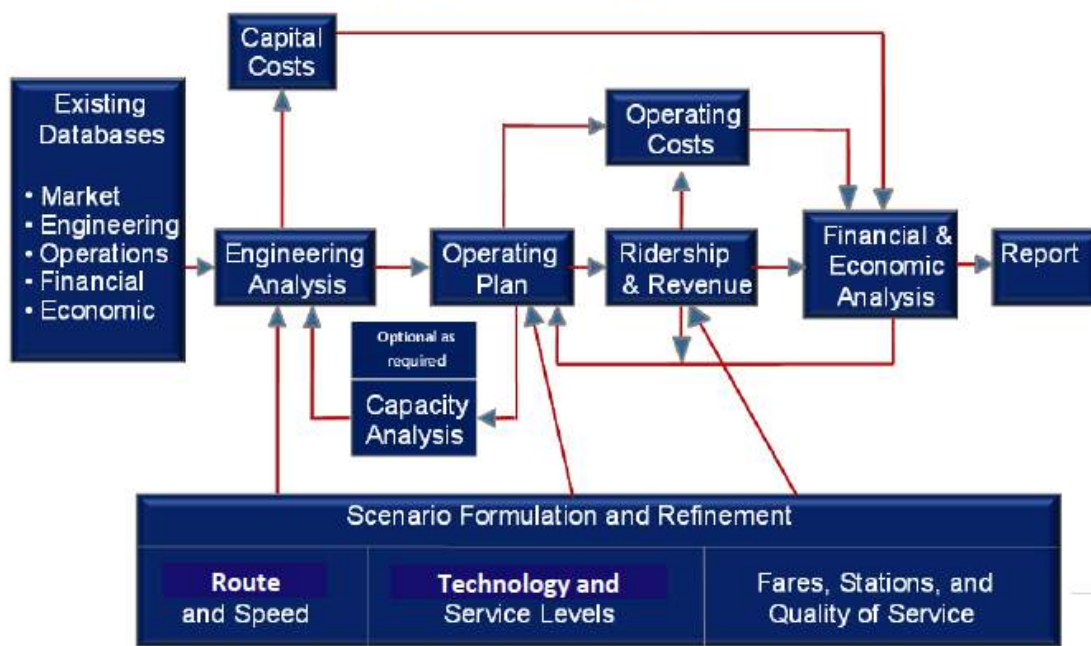 Capital
Costs
Existing
Databases
• Market
• Engineering
• Operations
• Financial
• Economic
Operating
Costs
Engineering
Analysis
Operating
Plan
Ridership
& Revenue
Financial &
Economic
Analysis
Report
Optional as
required
Capacity
Analysis
Scenario Formulation and Refinement
Route
and Speed
Technology and
Service Levels
Fares, Stations, and
Quality of Service